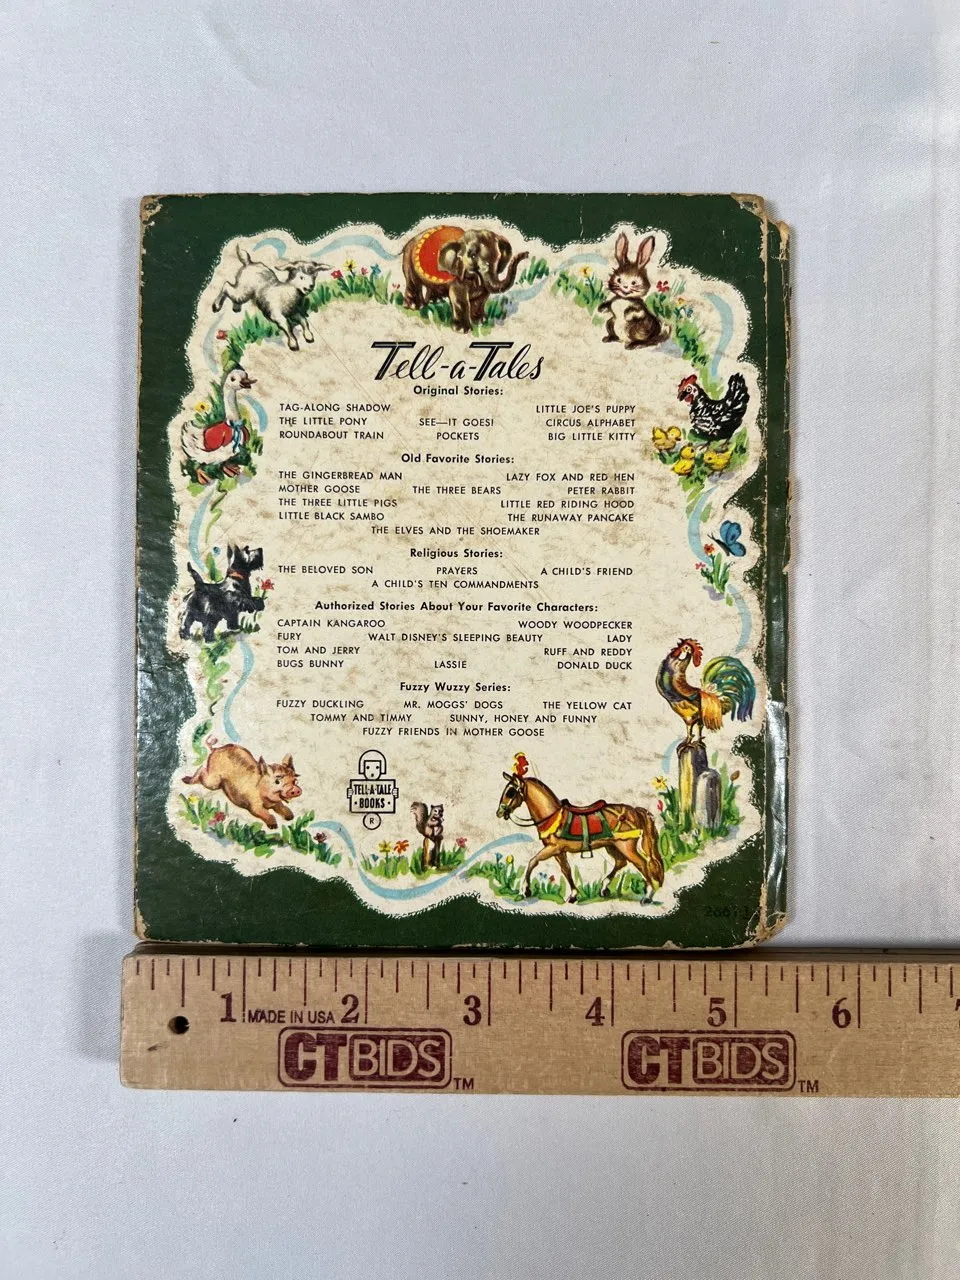 Tell-a-Tales
Original Stories:
TAG-ALONG SHADOW LITTLE JOE'S PUPPY
THE LITTLE PONY SEE—IT GOES! CIRCUS ALPHABET
ROUNDABOUT TRAIN POCKETS BIG LITTLE KITTY
Old Favorite Stories:
THE GINGERBREAD MAN LAZY FOX AND RED HEN
MOTHER GOOSE THE THREE BEARS PETER RABBIT
THE THREE LITTLE PIGS LITTLE RED RIDING HOOD
LITTLE BLACK SAMBO THE RUNAWAY PANCAKE
THE ELVES AND THE SHOEMAKER
Religious Stories:
THE BELOVED SON PRAYERS A CHILD'S FRIEND
A CHILD'S TEN COMMANDMENTS
Authorized Stories About Your Favorite Characters:
CAPTAIN KANGAROO WOODY WOODPECKER
FURY WALT DISNEY'S SLEEPING BEAUTY LADY
TOM AND JERRY RUFF AND REDDY
BUGS BUNNY LASSIE DONALD DUCK
Fuzzy Wuzzy Series:
FUZZY DUCKLING MR. MOGGS' DOGS THE YELLOW CAT
TOMMY AND TIMMY SUNNY, HONEY AND FUNNY
FUZZY FRIENDS IN MOTHER GOOSE
TELL-A-TALE
·BOOKS·
®
1 MADE IN USA 2 3 4 5 6
CTBIDS™ CTBIDS™